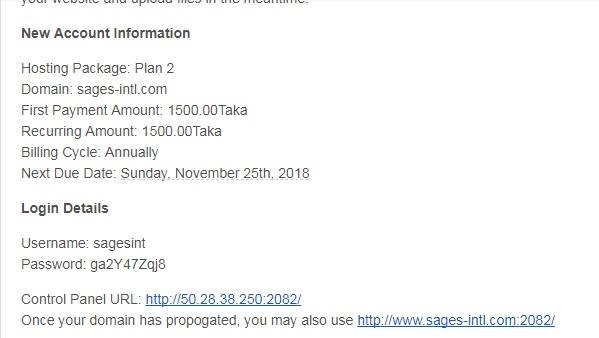 your website and upload files in the meantime.
New Account Information
Hosting Package: Plan 2
Domain: sages-intl.com
First Payment Amount: 1500.00Taka
Recurring Amount: 1500.00Taka
Billing Cycle: Annually
Next Due Date: Sunday, November 25th, 2018
Login Details
Username: sagesint
Password: ga2Y47Zqj8
Control Panel URL: http://50.28.38.250:2082/
Once your domain has propogated, you may also use http://www.sages-intl.com:2082/